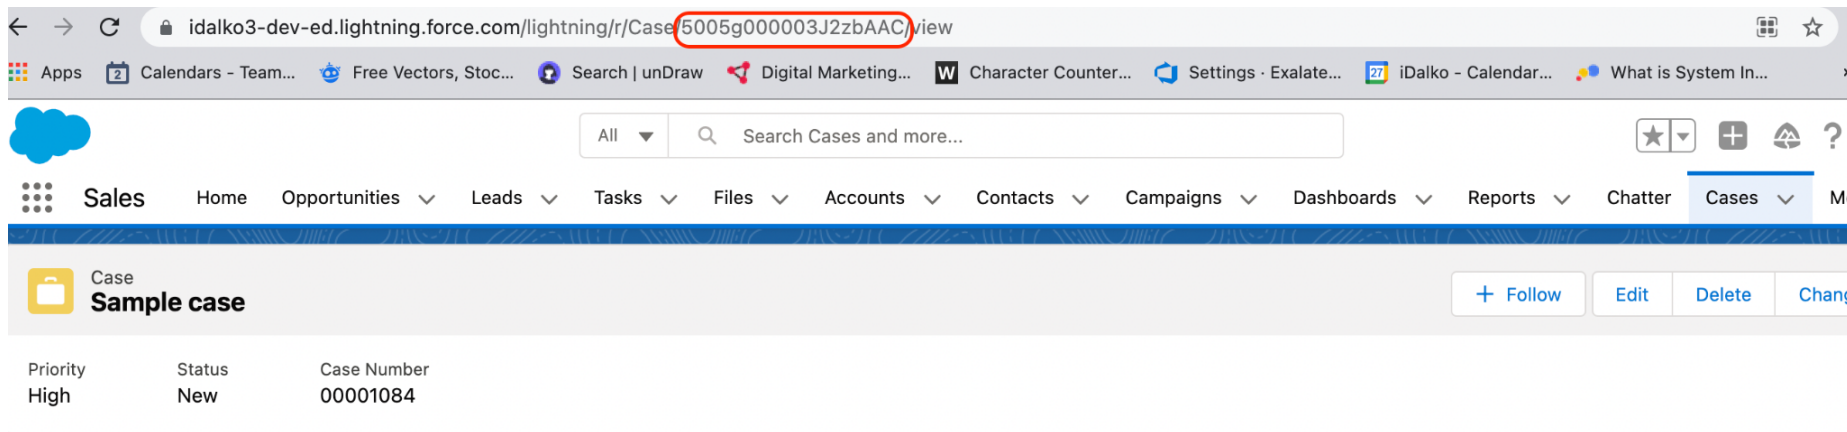 idalko3-dev-ed.lightning.force.com/lightning/r/Case/5005g000003J2zbAAC/view
Apps 2 Calendars - Team... Free Vectors, Stoc... Search | unDraw Digital Marketing... W Character Counter... Settings · Exalate... 27 iDalko - Calendar... What is System In...
All Search Cases and more... ?
Sales Home Opportunities Leads Tasks Files Accounts Contacts Campaigns Dashboards Reports Chatter Cases
Case
Sample case
+ Follow Edit Delete Chang
Priority Status Case Number
High New 00001084